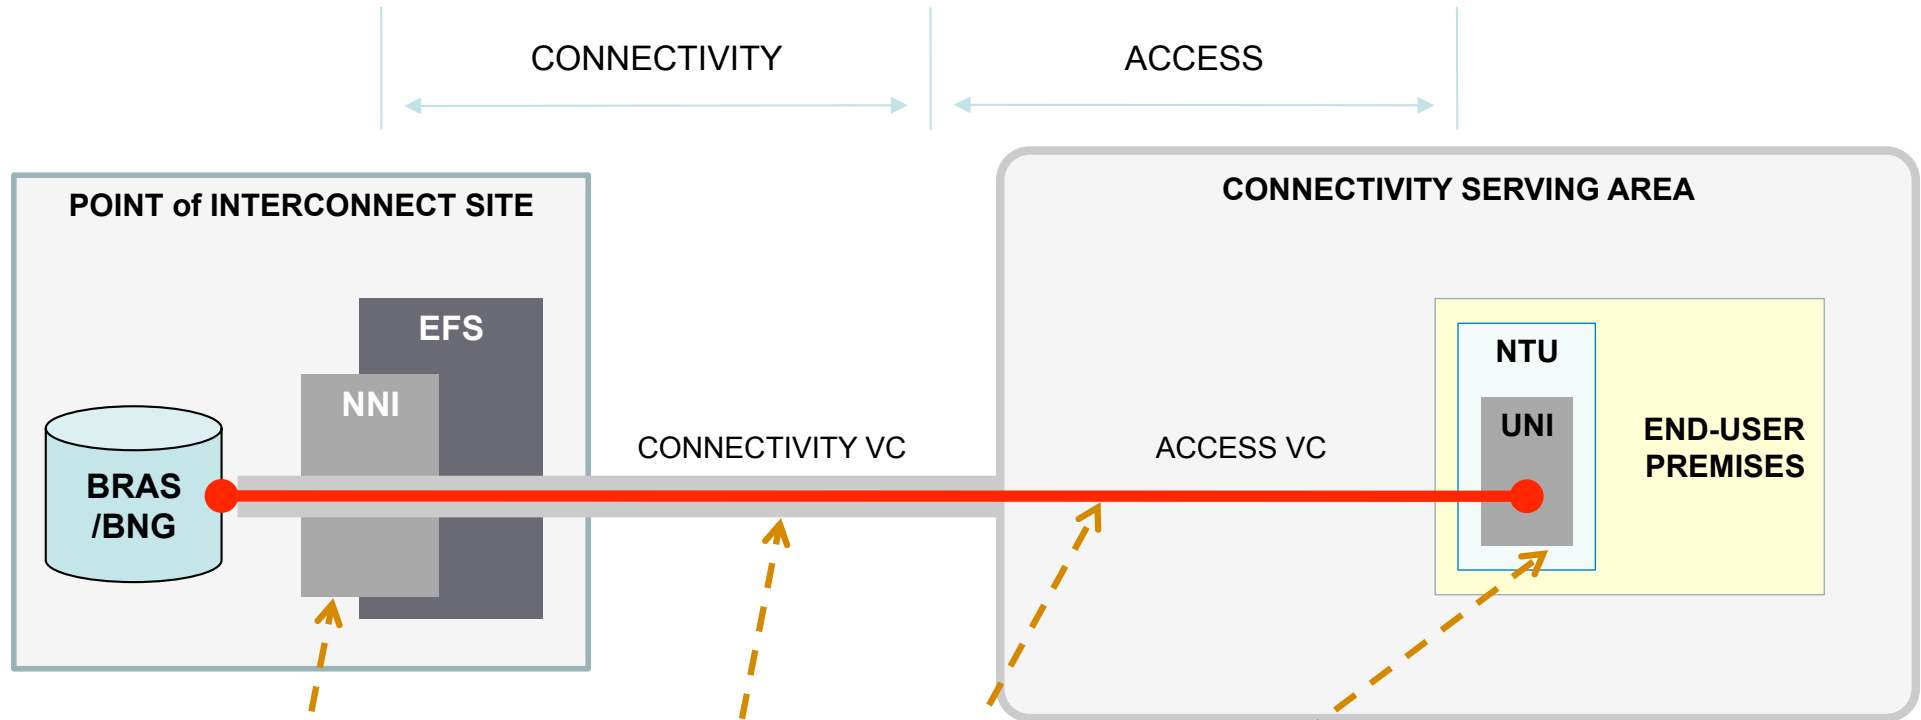 CONNECTIVITY
ACCESS
POINT of INTERCONNECT SITE
CONNECTIVITY SERVING AREA
EFS
NNI
BRAS
/BNG
CONNECTIVITY VC
ACCESS VC
NTU
UNI
END-USER
PREMISES